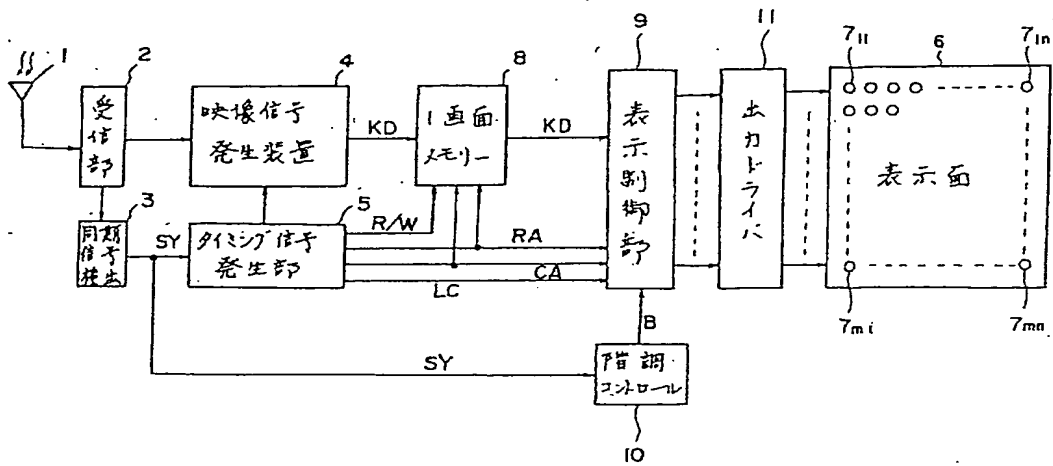 1
2
受信部
3
同期信号検出
SY
4
映像信号
発生装置
KD
5
タイミング信号
発生部
R/W
RA
CA
LC
8
1画面
メモリー
KD
9
表示制御部
B
SY
階調
コントロール
10
11
出力ドライバ
6
711
71n
表示面
7mi
7mn